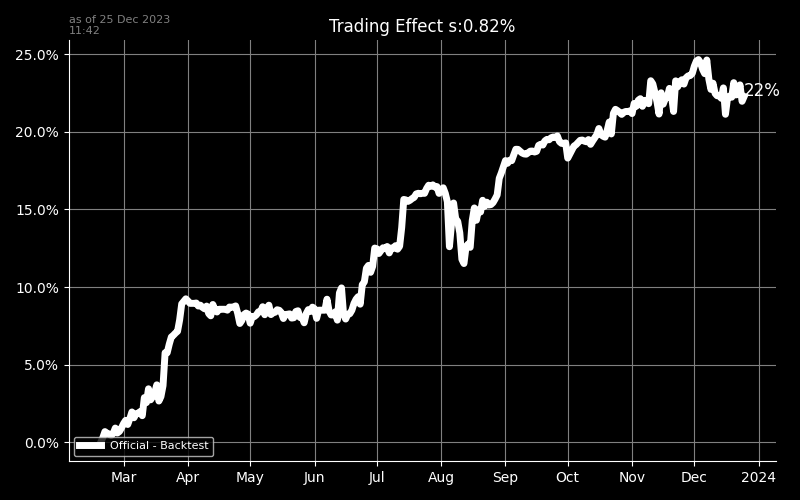 as of 25 Dec 2023
11:42
Trading Effect s:0.82%
25.0%
20.0%
15.0%
10.0%
5.0%
0.0%
22%
Official - Backtest
Mar Apr May Jun Jul Aug Sep Oct Nov Dec 2024